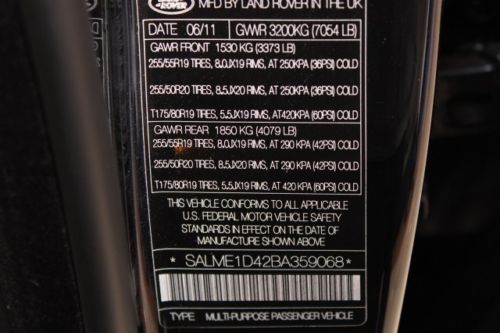 ROVER
MFD BY LAND ROVER IN THE UK
DATE 06/11 GWWR 3200KG (7054 LB)
GAWR FRONT 1530 KG (3373 LB)
255/55R19 TIRES, 8.0JX19 RIMS, AT 250KPA (36PSI) COLD
255/50R20 TIRES, 8.5JX20 RIMS, AT 250KPA (36PSI) COLD
T175/80R19 TIRES, 5.5JX19 RIMS, AT 420KPA (60PSI) COLD
GAWR REAR 1850 KG (4079 LB)
255/55R19 TIRES, 8.0JX19 RIMS, AT 290 KPA (42PSI) COLD
255/50R20 TIRES, 8.5JX20 RIMS, AT 290 KPA (42PSI) COLD
T175/80R19 TIRES, 5.5JX19 RIMS, AT 420 KPA (60PSI) COLD
THIS VEHICLE CONFORMS TO ALL APPLICABLE
U.S. FEDERAL MOTOR VEHICLE SAFETY
STANDARDS IN EFFECT ON THE DATE OF
MANUFACTURE SHOWN ABOVE
* SALME1D42BA359068 *
TYPE MULTI-PURPOSE PASSENGER VEHICLE